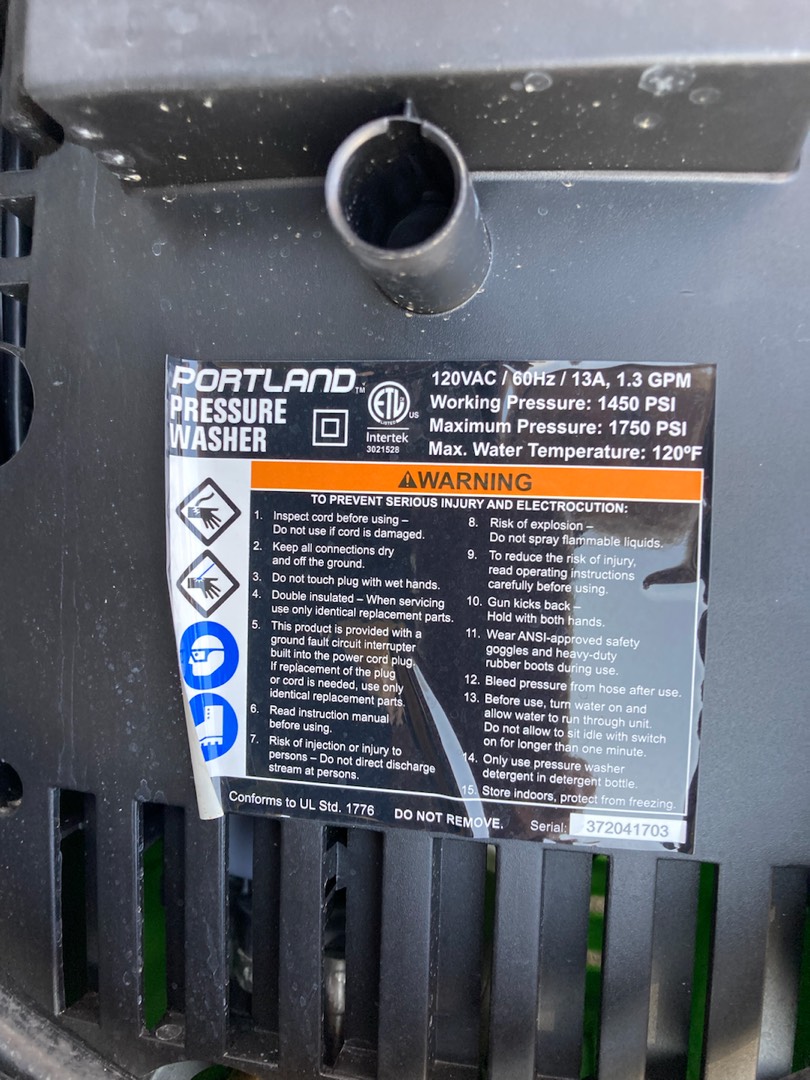 PORTLAND™
PRESSURE
WASHER
ETL LISTED US
Intertek
3021528
120VAC / 60Hz / 13A, 1.3 GPM
Working Pressure: 1450 PSI
Maximum Pressure: 1750 PSI
Max. Water Temperature: 120ºF
WARNING
TO PREVENT SERIOUS INJURY AND ELECTROCUTION:
1. Inspect cord before using –
Do not use if cord is damaged.
2. Keep all connections dry
and off the ground.
3. Do not touch plug with wet hands.
4. Double insulated – When servicing
use only identical replacement parts.
5. This product is provided with a
ground fault circuit interrupter
built into the power cord plug.
If replacement of the plug
or cord is needed, use only
identical replacement parts.
6. Read instruction manual
before using.
7. Risk of injection or injury to
persons – Do not direct discharge
stream at persons.
8. Risk of explosion –
Do not spray flammable liquids.
9. To reduce the risk of injury,
read operating instructions
carefully before using.
10. Gun kicks back –
Hold with both hands.
11. Wear ANSI-approved safety
goggles and heavy-duty
rubber boots during use.
12. Bleed pressure from hose after use.
13. Before use, turn water on and
allow water to run through unit.
Do not allow to sit idle with switch
on for longer than one minute.
14. Only use pressure washer
detergent in detergent bottle.
15. Store indoors, protect from freezing.
Conforms to UL Std. 1776
DO NOT REMOVE.
Serial: 372041703